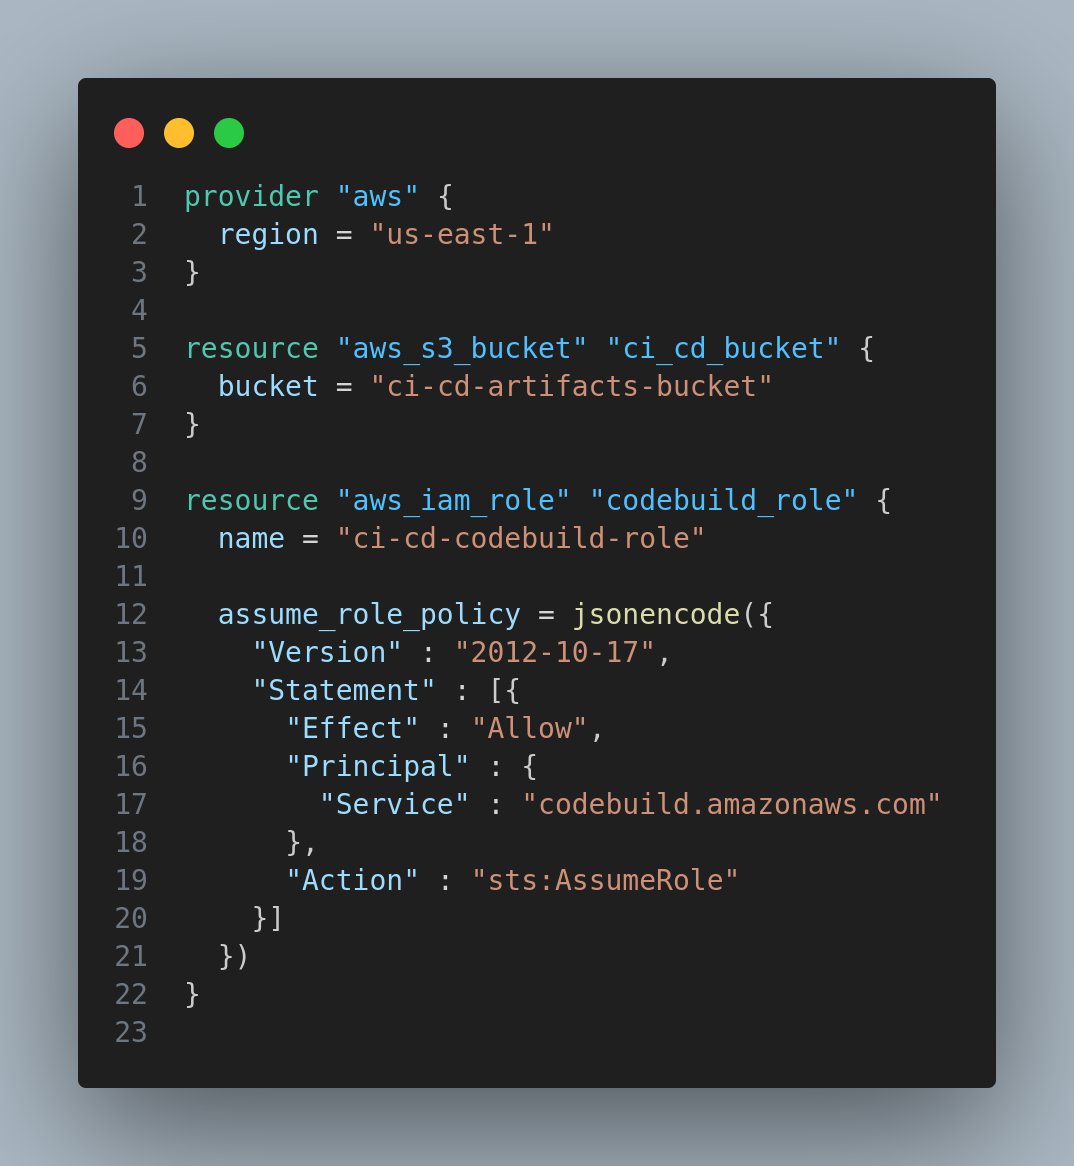 1 provider "aws" {
2   region = "us-east-1"
3 }
4
5 resource "aws_s3_bucket" "ci_cd_bucket" {
6   bucket = "ci-cd-artifacts-bucket"
7 }
8
9 resource "aws_iam_role" "codebuild_role" {
10   name = "ci-cd-codebuild-role"
11
12   assume_role_policy = jsonencode({
13     "Version" : "2012-10-17",
14     "Statement" : [{
15       "Effect" : "Allow",
16       "Principal" : {
17         "Service" : "codebuild.amazonaws.com"
18       },
19       "Action" : "sts:AssumeRole"
20     }]
21   })
22 }
23